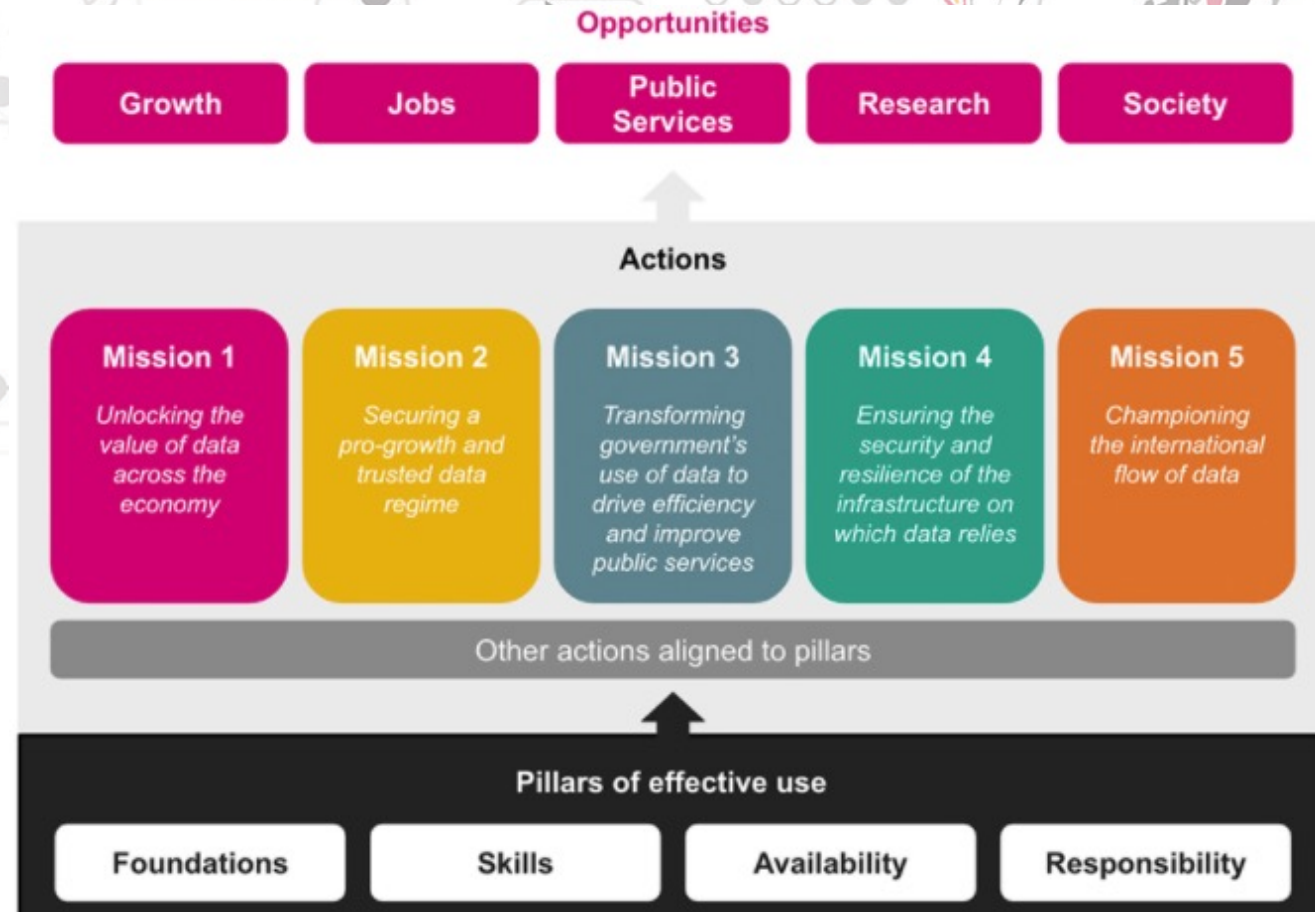 Opportunities
Growth
Jobs
Public
Services
Research
Society
Actions
Mission 1
Unlocking the
value of data
across the
economy
Mission 2
Securing a
pro-growth and
trusted data
regime
Mission 3
Transforming
government's
use of data to
drive efficiency
and improve
public services
Mission 4
Ensuring the
security and
resilience of the
infrastructure on
which data relies
Mission 5
Championing
the international
flow of data
Other actions aligned to pillars
Pillars of effective use
Foundations
Skills
Availability
Responsibility